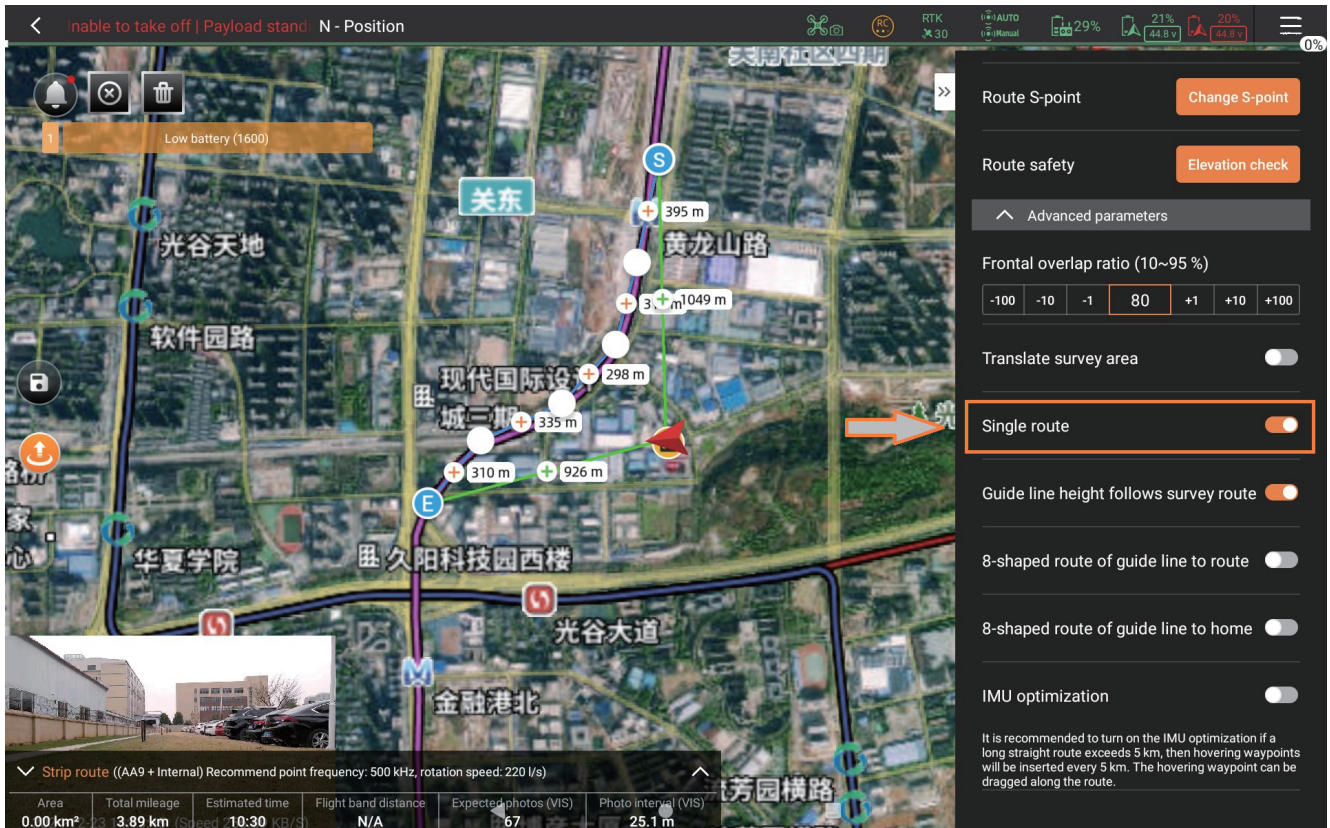 Inable to take off | Payload stand N - Position
RC
RTK
30
AUTO
Manual
29%
21%
44.8 v
20%
44.8 v
0%
1 Low battery (1600)
S
关东
395 m
光谷天地
黄龙山路
1049 m
软件园路
298 m
现代国际设
城三期
335 m
310 m
926 m
E
华夏学院
久阳科技园西楼
光谷大道
金融港北
流芳园横路
Strip route ((AA9 + Internal) Recommend point frequency: 500 kHz, rotation speed: 220 l/s)
Area Total mileage Estimated time Flight band distance Expected photos (VIS) Photo interval (VIS)
0.00 km² 13.89 km 10:30 N/A 67 25.1 m
Route S-point
Change S-point
Route safety
Elevation check
Advanced parameters
Frontal overlap ratio (10~95 %)
-100 -10 -1 80 +1 +10 +100
Translate survey area
Single route
Guide line height follows survey route
8-shaped route of guide line to route
8-shaped route of guide line to home
IMU optimization
It is recommended to turn on the IMU optimization if a
long straight route exceeds 5 km, then hovering waypoints
will be inserted every 5 km. The hovering waypoint can be
dragged along the route.